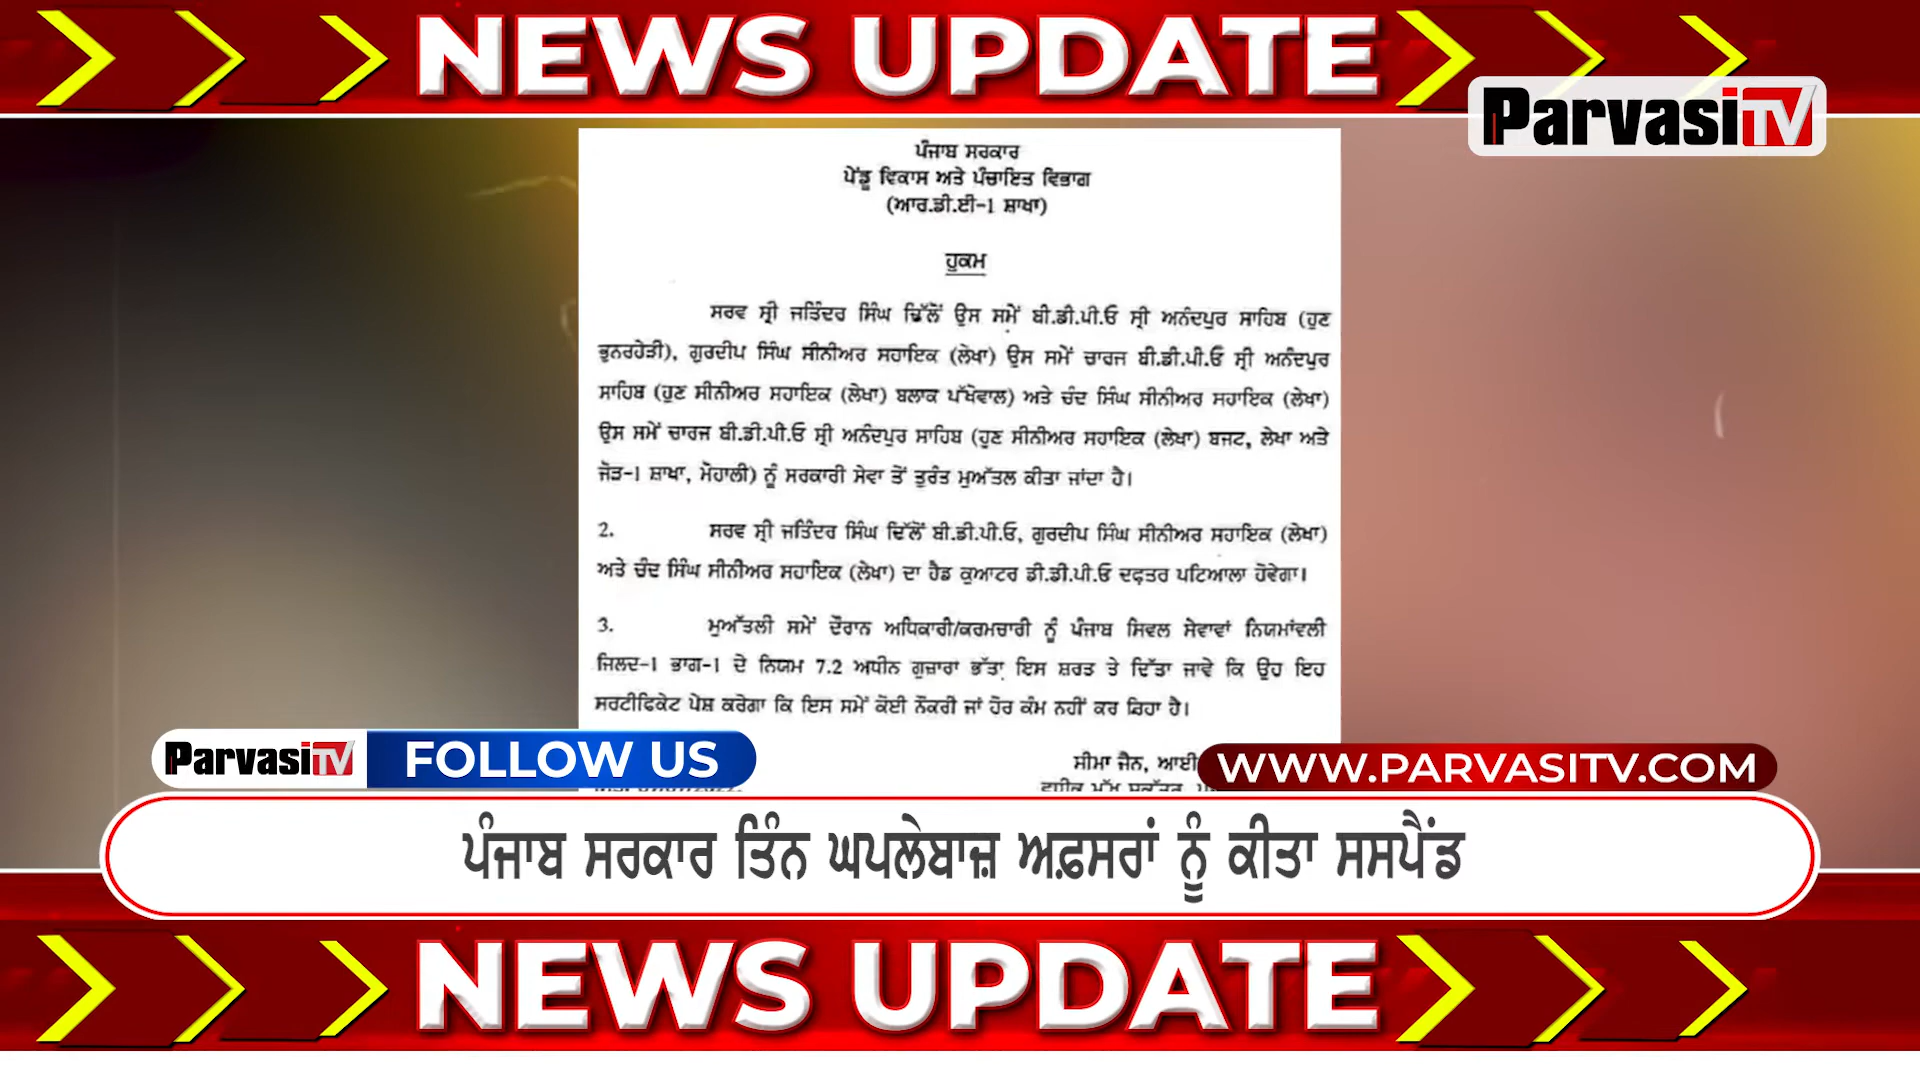 NEWS UPDATE
ParvasiTV
ਪੰਜਾਬ ਸਰਕਾਰ
ਪੇਂਡੂ ਵਿਕਾਸ ਅਤੇ ਪੰਚਾਇਤ ਵਿਭਾਗ
(ਆਰ.ਡੀ.ਈ-1 ਸ਼ਾਖਾ)
ਹੁਕਮ
ਸਰਵ ਸ੍ਰੀ ਜਤਿੰਦਰ ਸਿੰਘ ਢਿੱਲੋਂ ਉਸ ਸਮੇਂ ਬੀ.ਡੀ.ਪੀ.ਓ ਸ੍ਰੀ ਅਨੰਦਪੁਰ ਸਾਹਿਬ (ਹੁਣ
ਭੁਨਰਹੇੜੀ), ਗੁਰਦੀਪ ਸਿੰਘ ਸੀਨੀਅਰ ਸਹਾਇਕ (ਲੇਖਾ) ਉਸ ਸਮੇਂ ਚਾਰਜ ਬੀ.ਡੀ.ਪੀ.ਓ ਸ੍ਰੀ ਅਨੰਦਪੁਰ
ਸਾਹਿਬ (ਹੁਣ ਸੀਨੀਅਰ ਸਹਾਇਕ (ਲੇਖਾ) ਬਲਾਕ ਪੱਖੋਵਾਲ) ਅਤੇ ਚੰਦ ਸਿੰਘ ਸੀਨੀਅਰ ਸਹਾਇਕ (ਲੇਖਾ)
ਉਸ ਸਮੇਂ ਚਾਰਜ ਬੀ.ਡੀ.ਪੀ.ਓ ਸ੍ਰੀ ਅਨੰਦਪੁਰ ਸਾਹਿਬ (ਹੁਣ ਸੀਨੀਅਰ ਸਹਾਇਕ (ਲੇਖਾ) ਬਜਟ, ਲੇਖਾ ਅਤੇ
ਜੋੜ-1 ਸ਼ਾਖਾ, ਮੋਹਾਲੀ) ਨੂੰ ਸਰਕਾਰੀ ਸੇਵਾ ਤੋਂ ਤੁਰੰਤ ਮੁਅੱਤਲ ਕੀਤਾ ਜਾਂਦਾ ਹੈ।
2. ਸਰਵ ਸ੍ਰੀ ਜਤਿੰਦਰ ਸਿੰਘ ਢਿੱਲੋਂ ਬੀ.ਡੀ.ਪੀ.ਓ, ਗੁਰਦੀਪ ਸਿੰਘ ਸੀਨੀਅਰ ਸਹਾਇਕ (ਲੇਖਾ)
ਅਤੇ ਚੰਦ ਸਿੰਘ ਸੀਨੀਅਰ ਸਹਾਇਕ (ਲੇਖਾ) ਦਾ ਹੈਡ ਕੁਆਟਰ ਡੀ.ਡੀ.ਪੀ.ਓ ਦਫ਼ਤਰ ਪਟਿਆਲਾ ਹੋਵੇਗਾ।
3. ਮੁਅੱਤਲੀ ਸਮੇਂ ਦੌਰਾਨ ਅਧਿਕਾਰੀ/ਕਰਮਚਾਰੀ ਨੂੰ ਪੰਜਾਬ ਸਿਵਲ ਸੇਵਾਵਾਂ ਨਿਯਮਾਂਵਲੀ
ਜਿਲਦ-1 ਭਾਗ-1 ਦੇ ਨਿਯਮ 7.2 ਅਧੀਨ ਗੁਜ਼ਾਰਾ ਭੱਤਾ ਇਸ ਸ਼ਰਤ ਤੇ ਦਿੱਤਾ ਜਾਵੇ ਕਿ ਉਹ ਇਹ
ਸਰਟੀਫਿਕੇਟ ਪੇਸ਼ ਕਰੇਗਾ ਕਿ ਇਸ ਸਮੇਂ ਕੋਈ ਨੌਕਰੀ ਜਾਂ ਹੋਰ ਕੰਮ ਨਹੀਂ ਕਰ ਰਿਹਾ ਹੈ।
ਸੀਮਾ ਜੈਨ, ਆਈ
ParvasiTV FOLLOW US
WWW.PARVASITV.COM
ਪੰਜਾਬ ਸਰਕਾਰ ਤਿੰਨ ਘਪਲੇਬਾਜ਼ ਅਫ਼ਸਰਾਂ ਨੂੰ ਕੀਤਾ ਸਸਪੈਂਡ
NEWS UPDATE